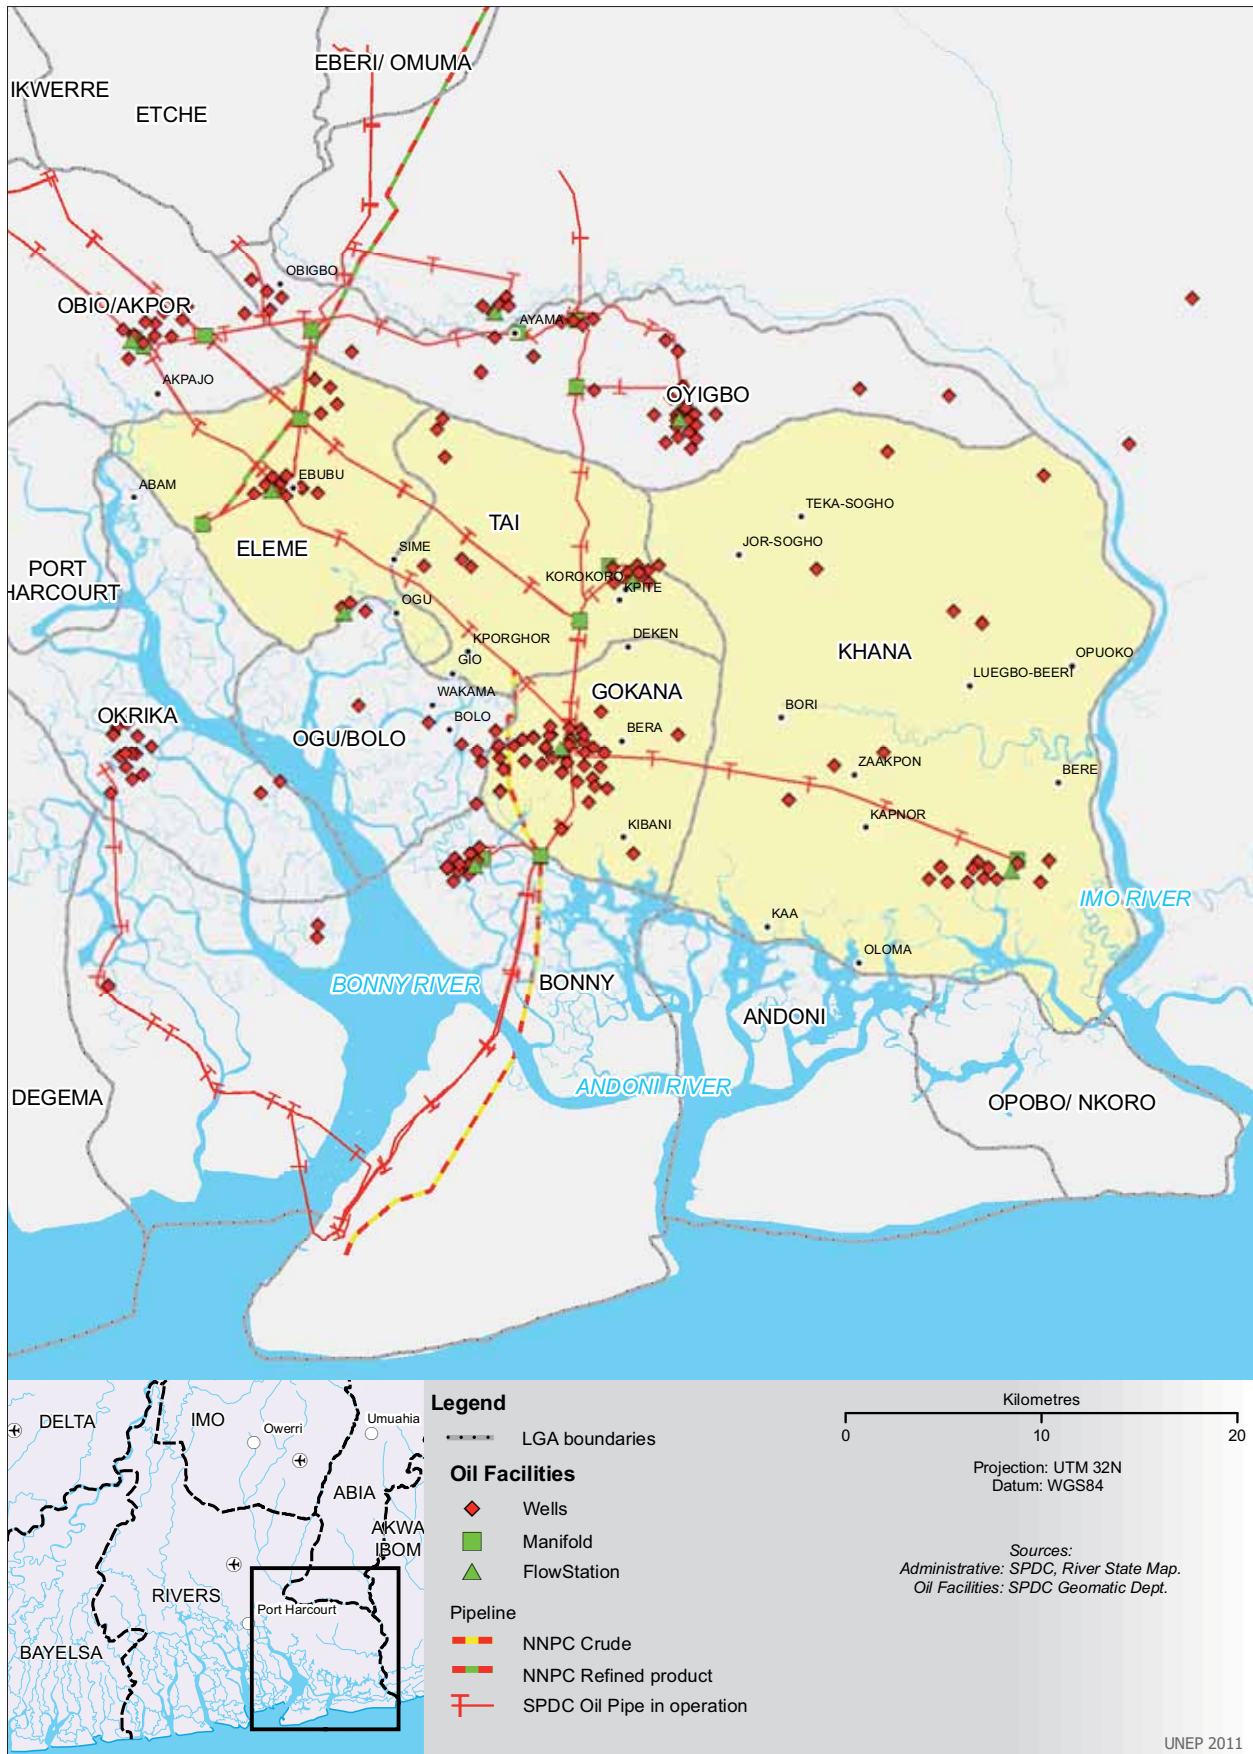 EBERI/ OMUMA
IKWERRE
ETCHE
OBIGBO
OBIO/AKPOR
AYAMA
AKPAJO
OYIGBO
EBUBU
ABAM
TEKA-SOGHO
TAI
ELEME
SIME
JOR-SOGHO
PORT
HARCOURT
KOROKORO
KPITE
OGU
DEKEN
KPORGHOR
GIO
KHANA
OPUOKO
LUEGBO-BEERI
WAKAMA
GOKANA
BORI
OKRIKA
BOLO
OGU/BOLO
BERA
ZAAKPON
BERE
KIBANI
KAPNOR
IMO RIVER
KAA
OLOMA
BONNY RIVER
BONNY
ANDONI
ANDONI RIVER
DEGEMA
OPOBO/ NKORO
DELTA
IMO
Owerri
Umuahia
ABIA
AKWA
IBOM
RIVERS
Port Harcourt
BAYELSA
Legend
LGA boundaries
Oil Facilities
Wells
Manifold
FlowStation
Pipeline
NNPC Crude
NNPC Refined product
SPDC Oil Pipe in operation
Kilometres
0 10 20
Projection: UTM 32N
Datum: WGS84
Sources:
Administrative: SPDC, River State Map.
Oil Facilities: SPDC Geomatic Dept.
UNEP 2011